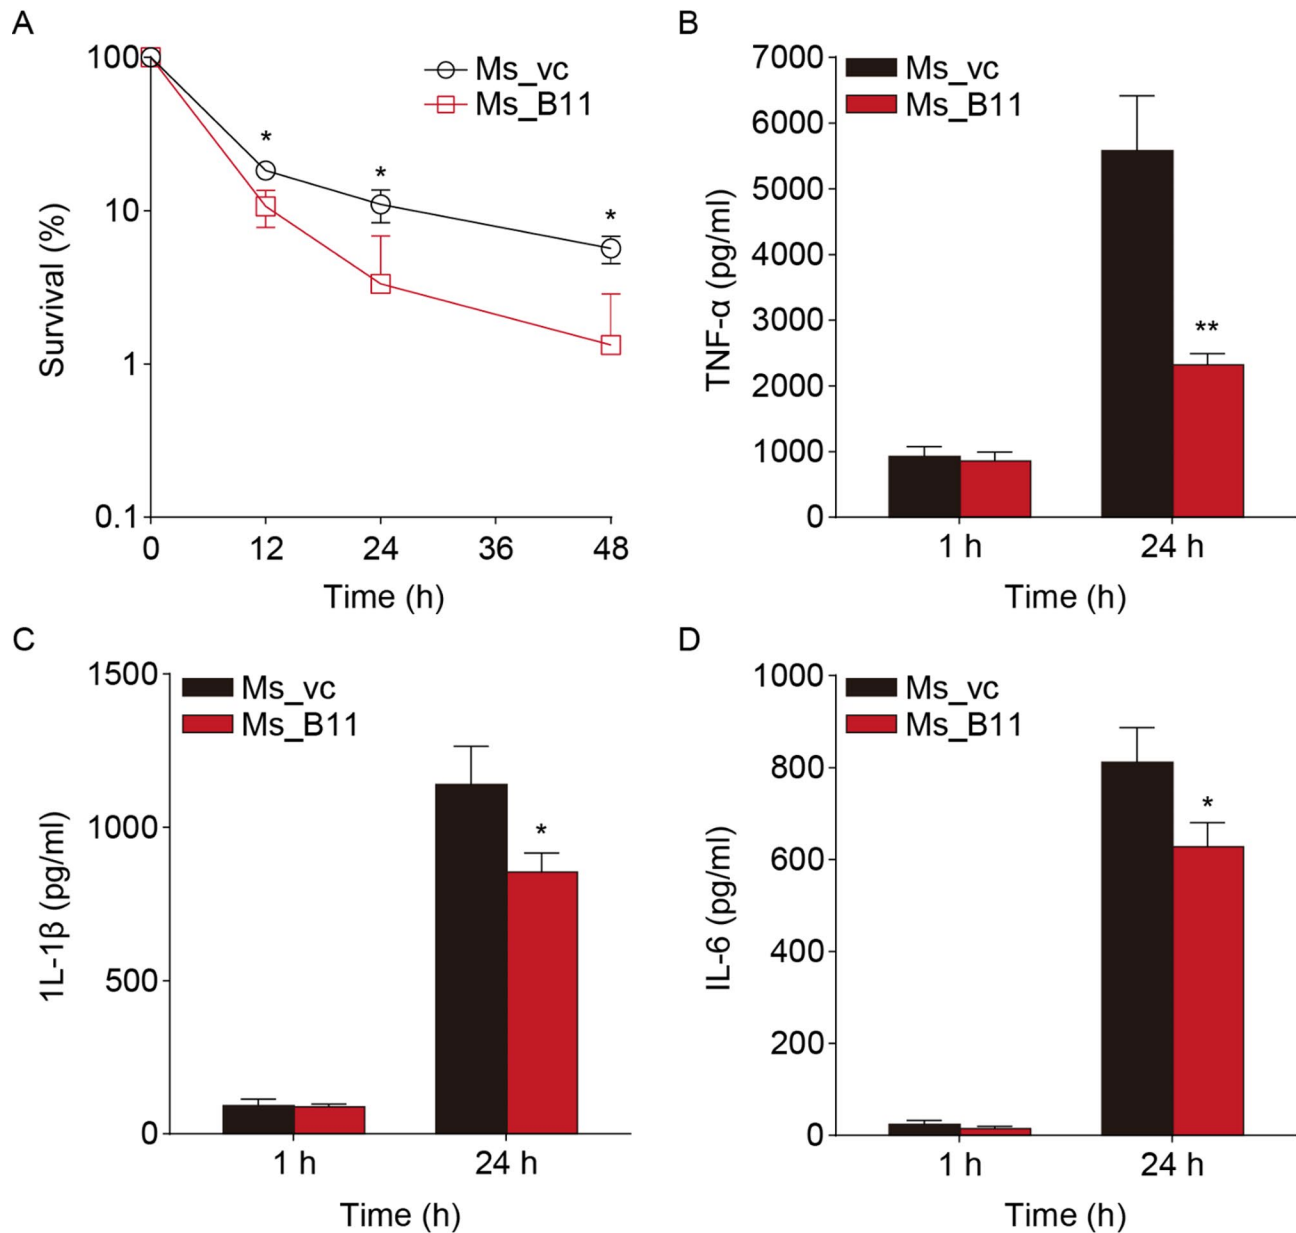 A
100
10
1
0.1
Survival (%)
0 12 24 36 48
Time (h)
Ms_vc
Ms_B11
*
*
*
B
7000
6000
5000
4000
3000
2000
1000
0
TNF-α (pg/ml)
Ms_vc
Ms_B11
**
1 h 24 h
Time (h)
C
1500
1000
500
0
1L-1β (pg/ml)
Ms_vc
Ms_B11
*
1 h 24 h
Time (h)
D
1000
800
600
400
200
0
IL-6 (pg/ml)
Ms_vc
Ms_B11
*
1 h 24 h
Time (h)